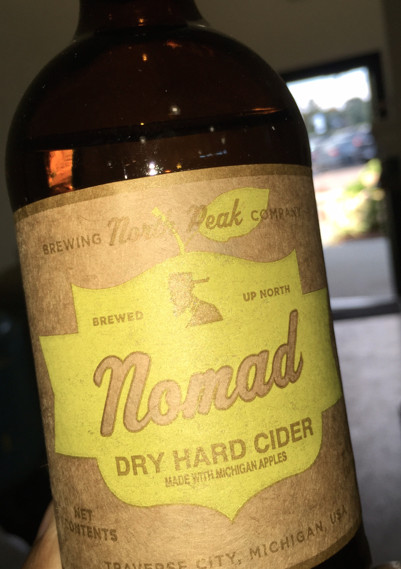 BREWING North Peak COMPANY
BREWED UP NORTH
Nomad
DRY HARD CIDER
MADE WITH MICHIGAN APPLES
NET
CONTENTS
TRAVERSE CITY, MICHIGAN, USA